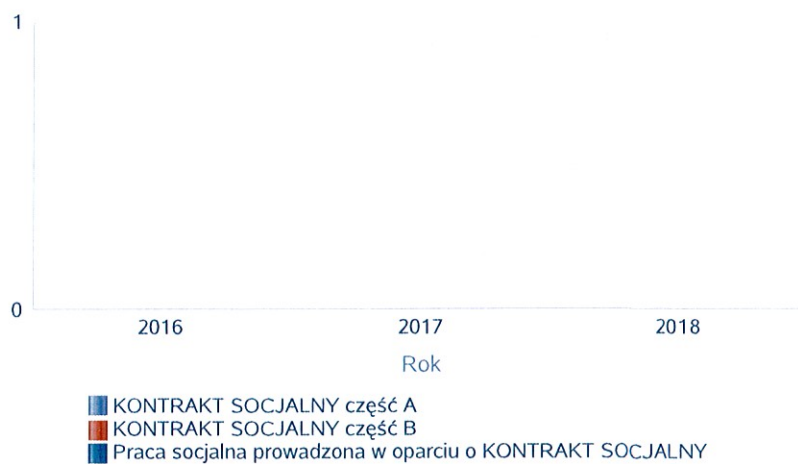 1
0
2016 2017 2018
Rok
KONTRAKT SOCJALNY część A
KONTRAKT SOCJALNY część B
Praca socjalna prowadzona w oparciu o KONTRAKT SOCJALNY